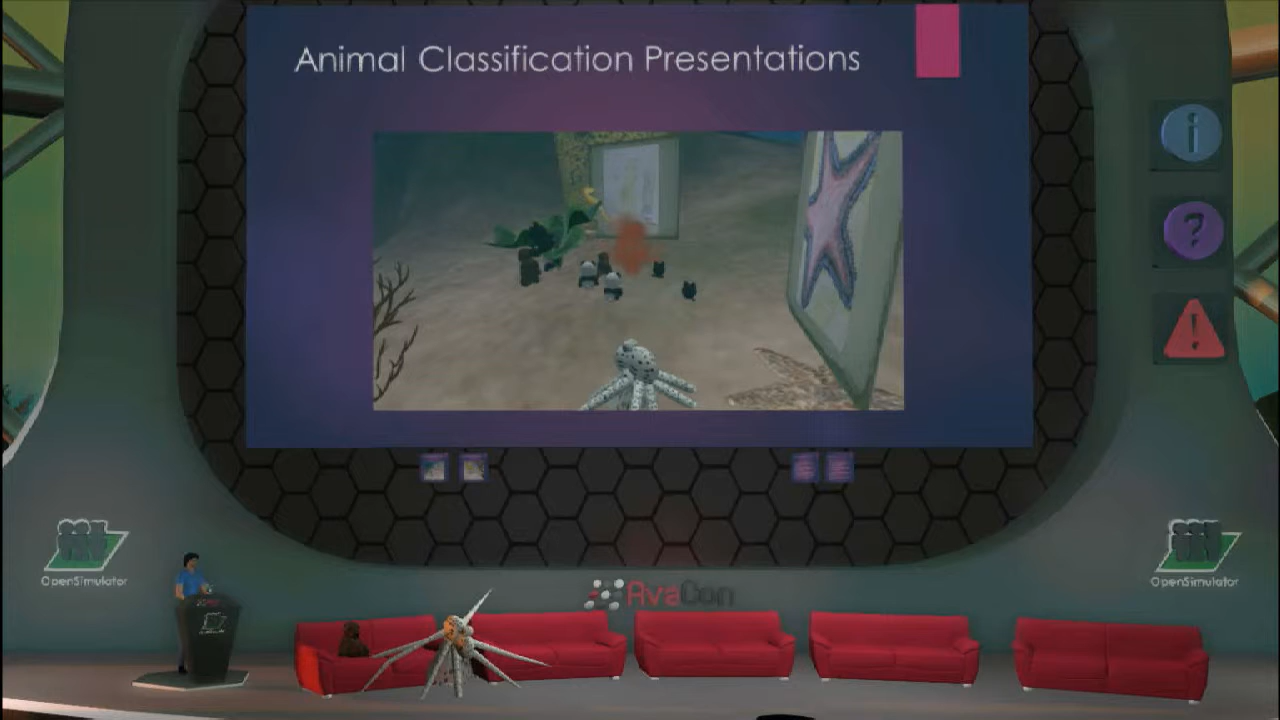 Animal Classification Presentations
i
?
!
OpenSimulator
OpenSimulator
AvaCon